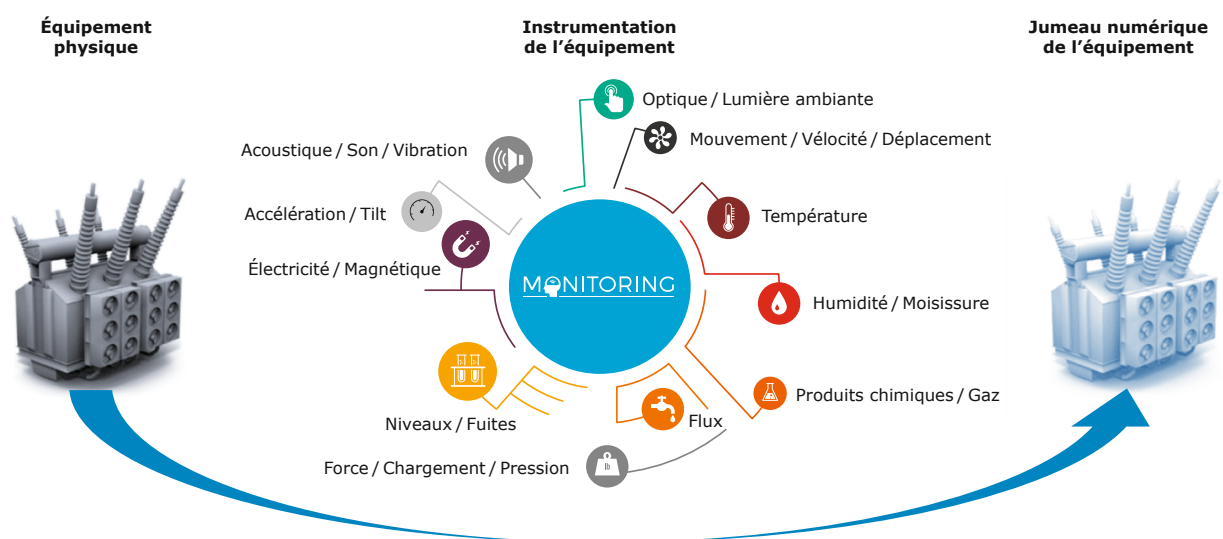 Équipement
physique
Instrumentation
de l'équipement
Jumeau numérique
de l'équipement
Optique / Lumière ambiante
Mouvement / Vélocité / Déplacement
Acoustique / Son / Vibration
Accélération / Tilt
Température
Électricité / Magnétique
MONITORING
Humidité / Moisissure
Produits chimiques / Gaz
Niveaux / Fuites
Flux
Force / Chargement / Pression
lb